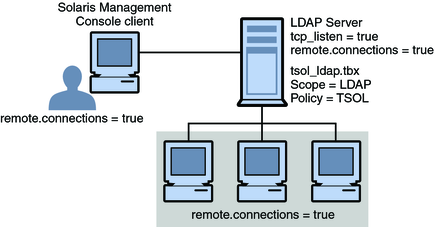 Solaris Management
Console client
remote.connections = true
LDAP Server
tcp_listen = true
remote.connections = true
tsol_ldap.tbx
Scope = LDAP
Policy = TSOL
remote.connections = true